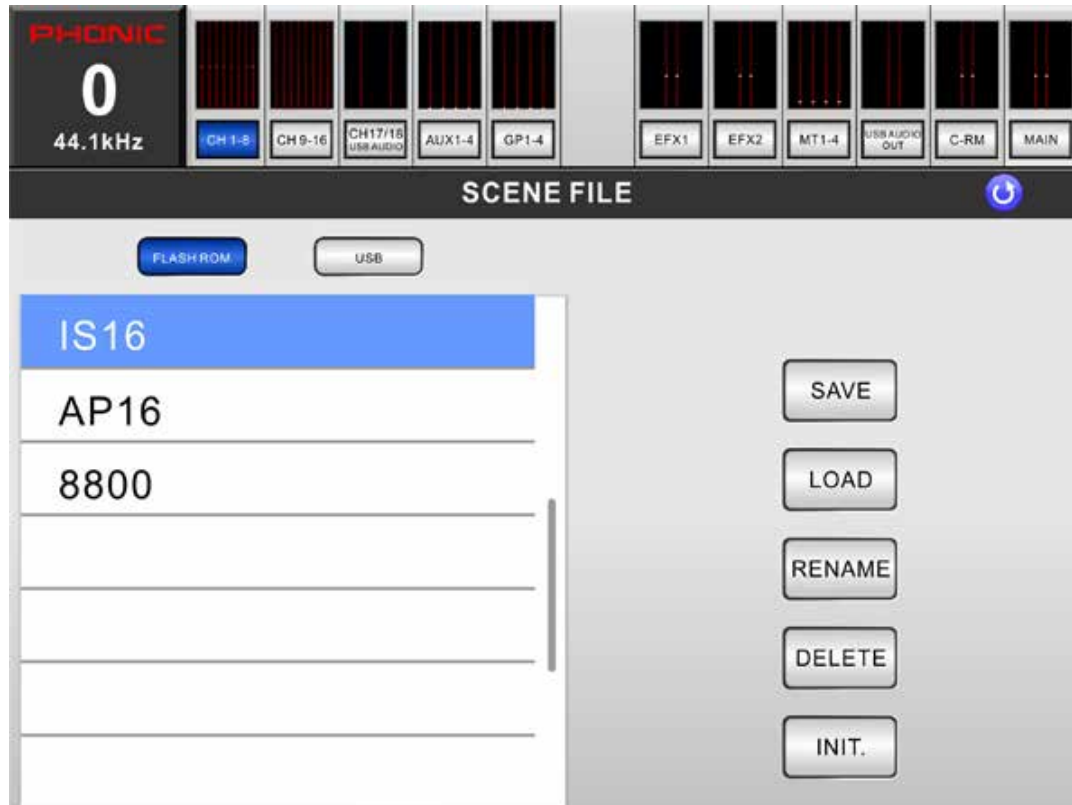 PHONIC
0
44.1kHz
CH 1-8
CH 9-16
CH17/18
USB AUDIO
AUX1-4
GP1-4
EFX1
EFX2
MT1-4
USB AUDIO
OUT
C-RM
MAIN
SCENE FILE
FLASH ROM
USB
IS16
AP16
8800
SAVE
LOAD
RENAME
DELETE
INIT.